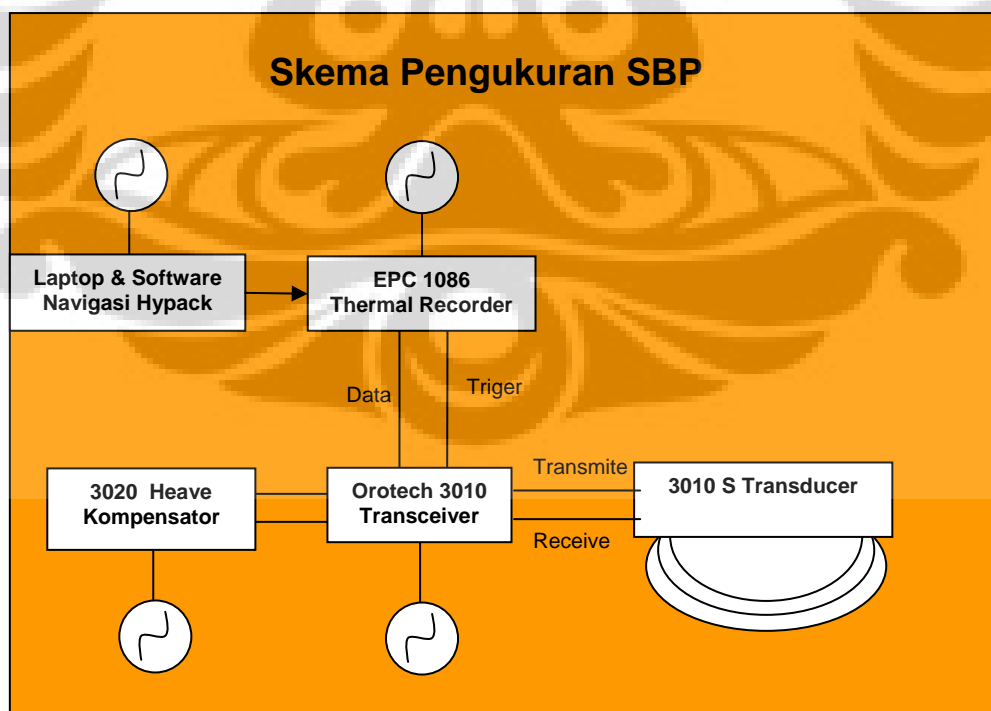 Skema Pengukuran SBP
Laptop & Software
Navigasi Hypack
EPC 1086
Thermal Recorder
Data
Triger
3020 Heave
Kompensator
Orotech 3010
Transceiver
Transmite
Receive
3010 S Transducer